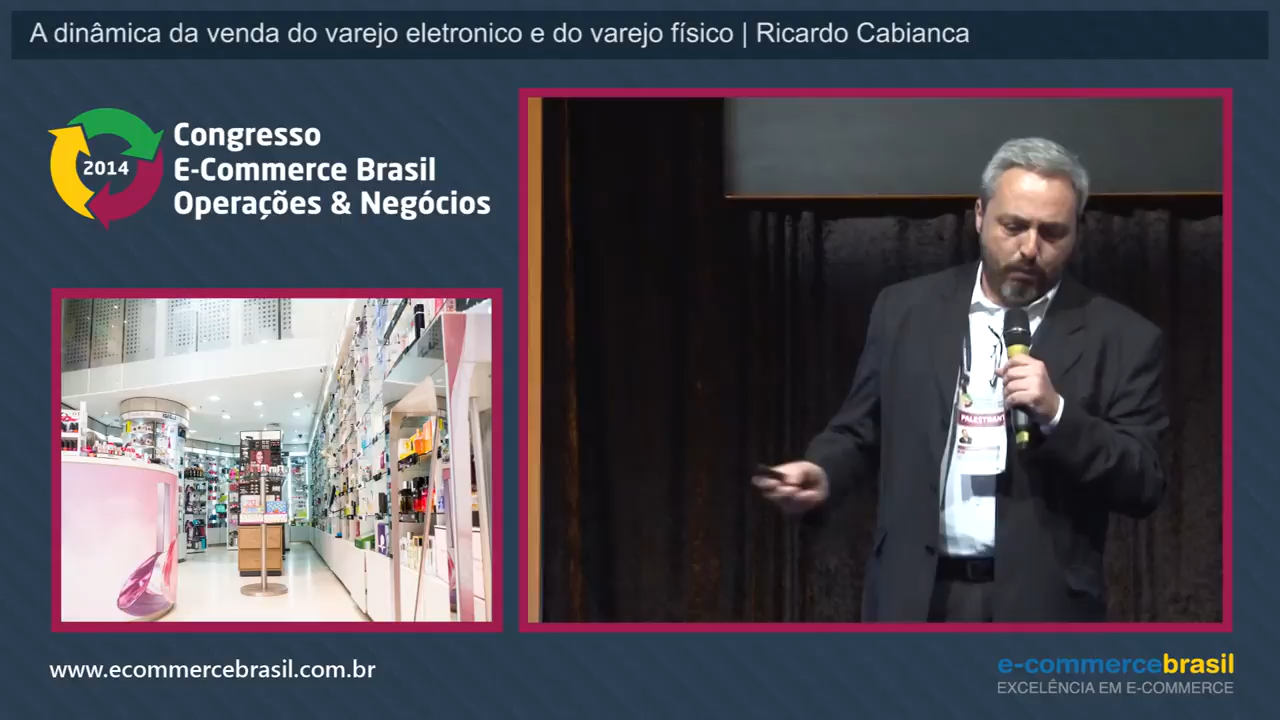 A dinâmica da venda do varejo eletronico e do varejo físico | Ricardo Cabianca
2014
Congresso
E-Commerce Brasil
Operações & Negócios
PALESTRANT
www.ecommercebrasil.com.br
e-commercebrasil
EXCELÊNCIA EM E-COMMERCE